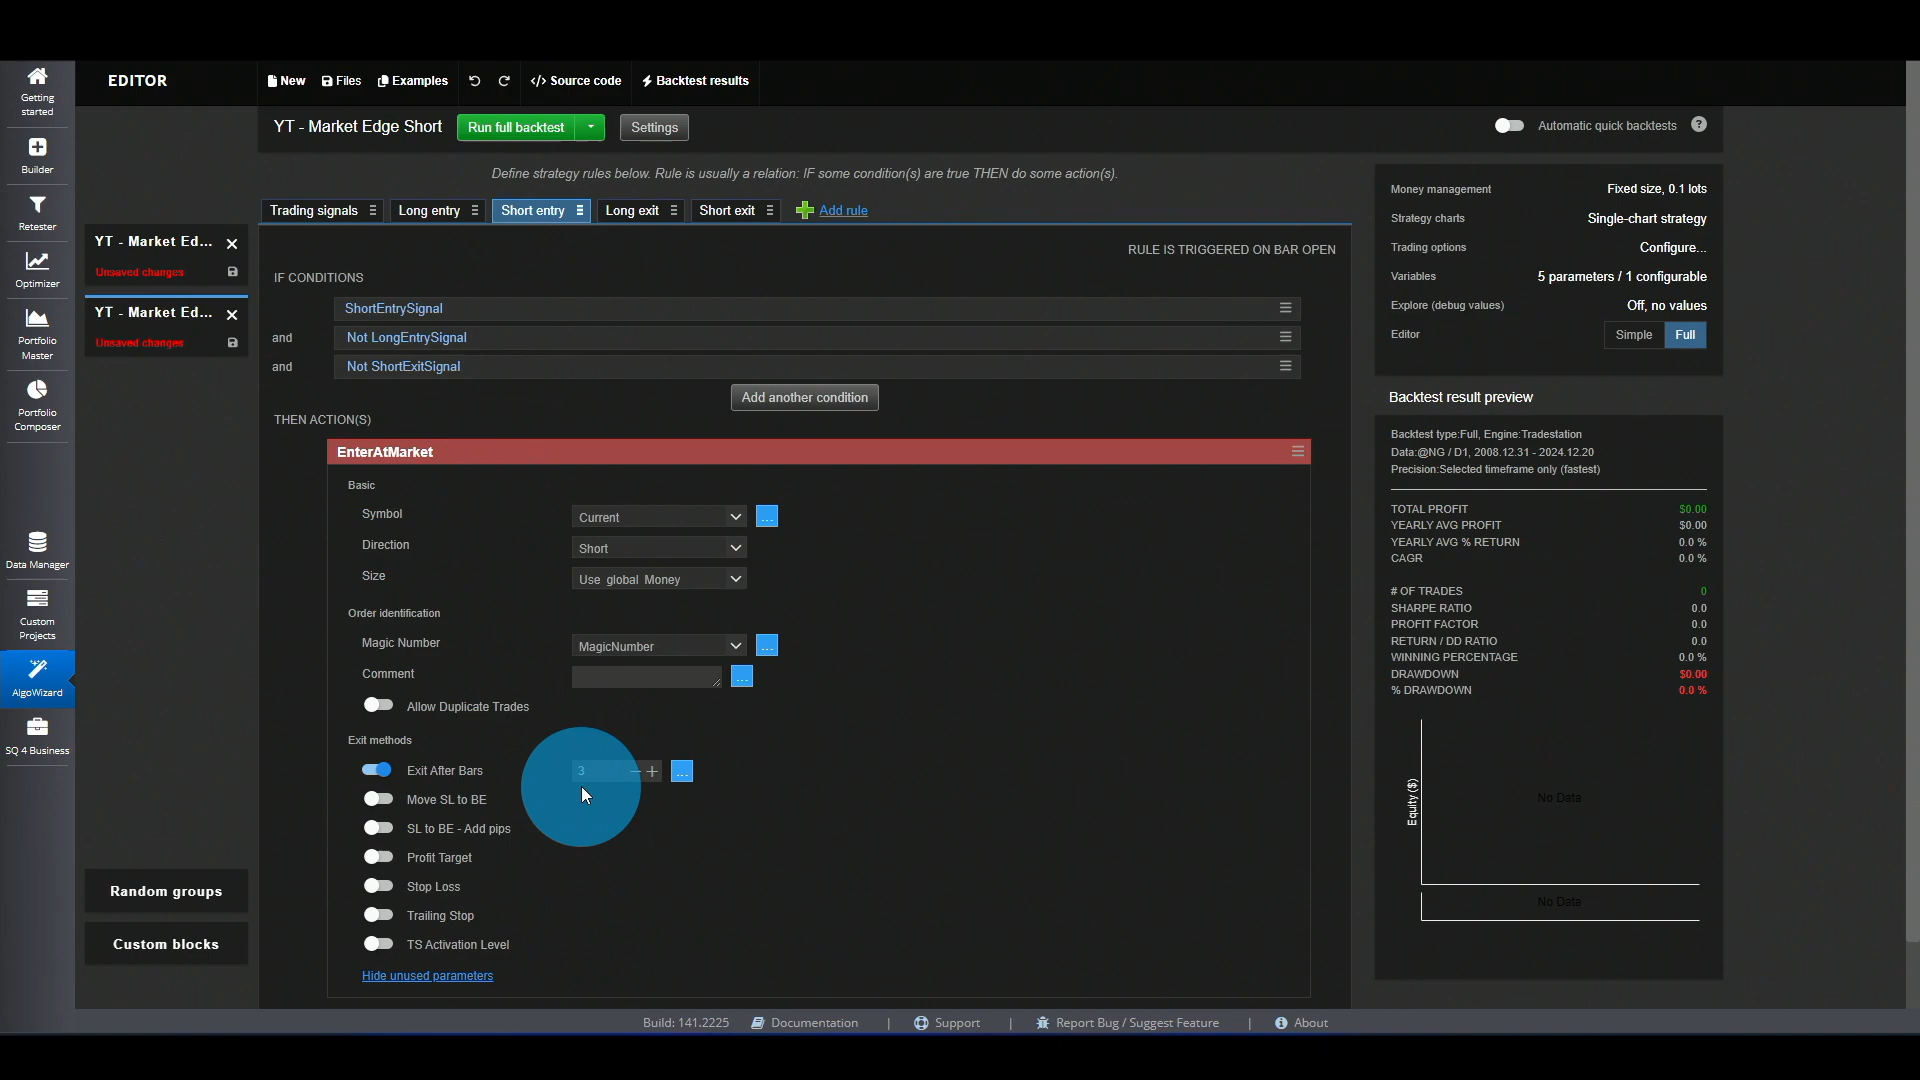 EDITOR
New
Files
Examples
</> Source code
Backtest results
Getting started
Builder
Retester
Optimizer
Portfolio Master
Portfolio Composer
Data Manager
Custom Projects
AlgoWizard
SQ 4 Business
YT - Market Ed...
Unsaved changes
YT - Market Ed...
Unsaved changes
Random groups
Custom blocks
YT - Market Edge Short
Run full backtest
Settings
Automatic quick backtests
?
Define strategy rules below. Rule is usually a relation: IF some condition(s) are true THEN do some action(s).
Trading signals
Long entry
Short entry
Long exit
Short exit
Add rule
RULE IS TRIGGERED ON BAR OPEN
IF CONDITIONS
ShortEntrySignal
and Not LongEntrySignal
and Not ShortExitSignal
Add another condition
THEN ACTION(S)
EnterAtMarket
Basic
Symbol Current ...
Direction Short
Size Use global Money
Order identification
Magic Number MagicNumber ...
Comment ...
Allow Duplicate Trades
Exit methods
Exit After Bars 3 - + ...
Move SL to BE
SL to BE - Add pips
Profit Target
Stop Loss
Trailing Stop
TS Activation Level
Hide unused parameters
Money management Fixed size, 0.1 lots
Strategy charts Single-chart strategy
Trading options Configure...
Variables 5 parameters / 1 configurable
Explore (debug values) Off, no values
Editor Simple Full
Backtest result preview
Backtest type:Full, Engine:Tradestation
Data:@NG / D1, 2008.12.31 - 2024.12.20
Precision:Selected timeframe only (fastest)
TOTAL PROFIT $0.00
YEARLY AVG PROFIT $0.00
YEARLY AVG % RETURN 0.0 %
CAGR 0.0 %
# OF TRADES 0
SHARPE RATIO 0.0
PROFIT FACTOR 0.0
RETURN / DD RATIO 0.0
WINNING PERCENTAGE 0.0 %
DRAWDOWN $0.00
% DRAWDOWN 0.0 %
Equity ($)
No Data
No Data
Build: 141.2225
Documentation
|
Support
|
Report Bug / Suggest Feature
|
About